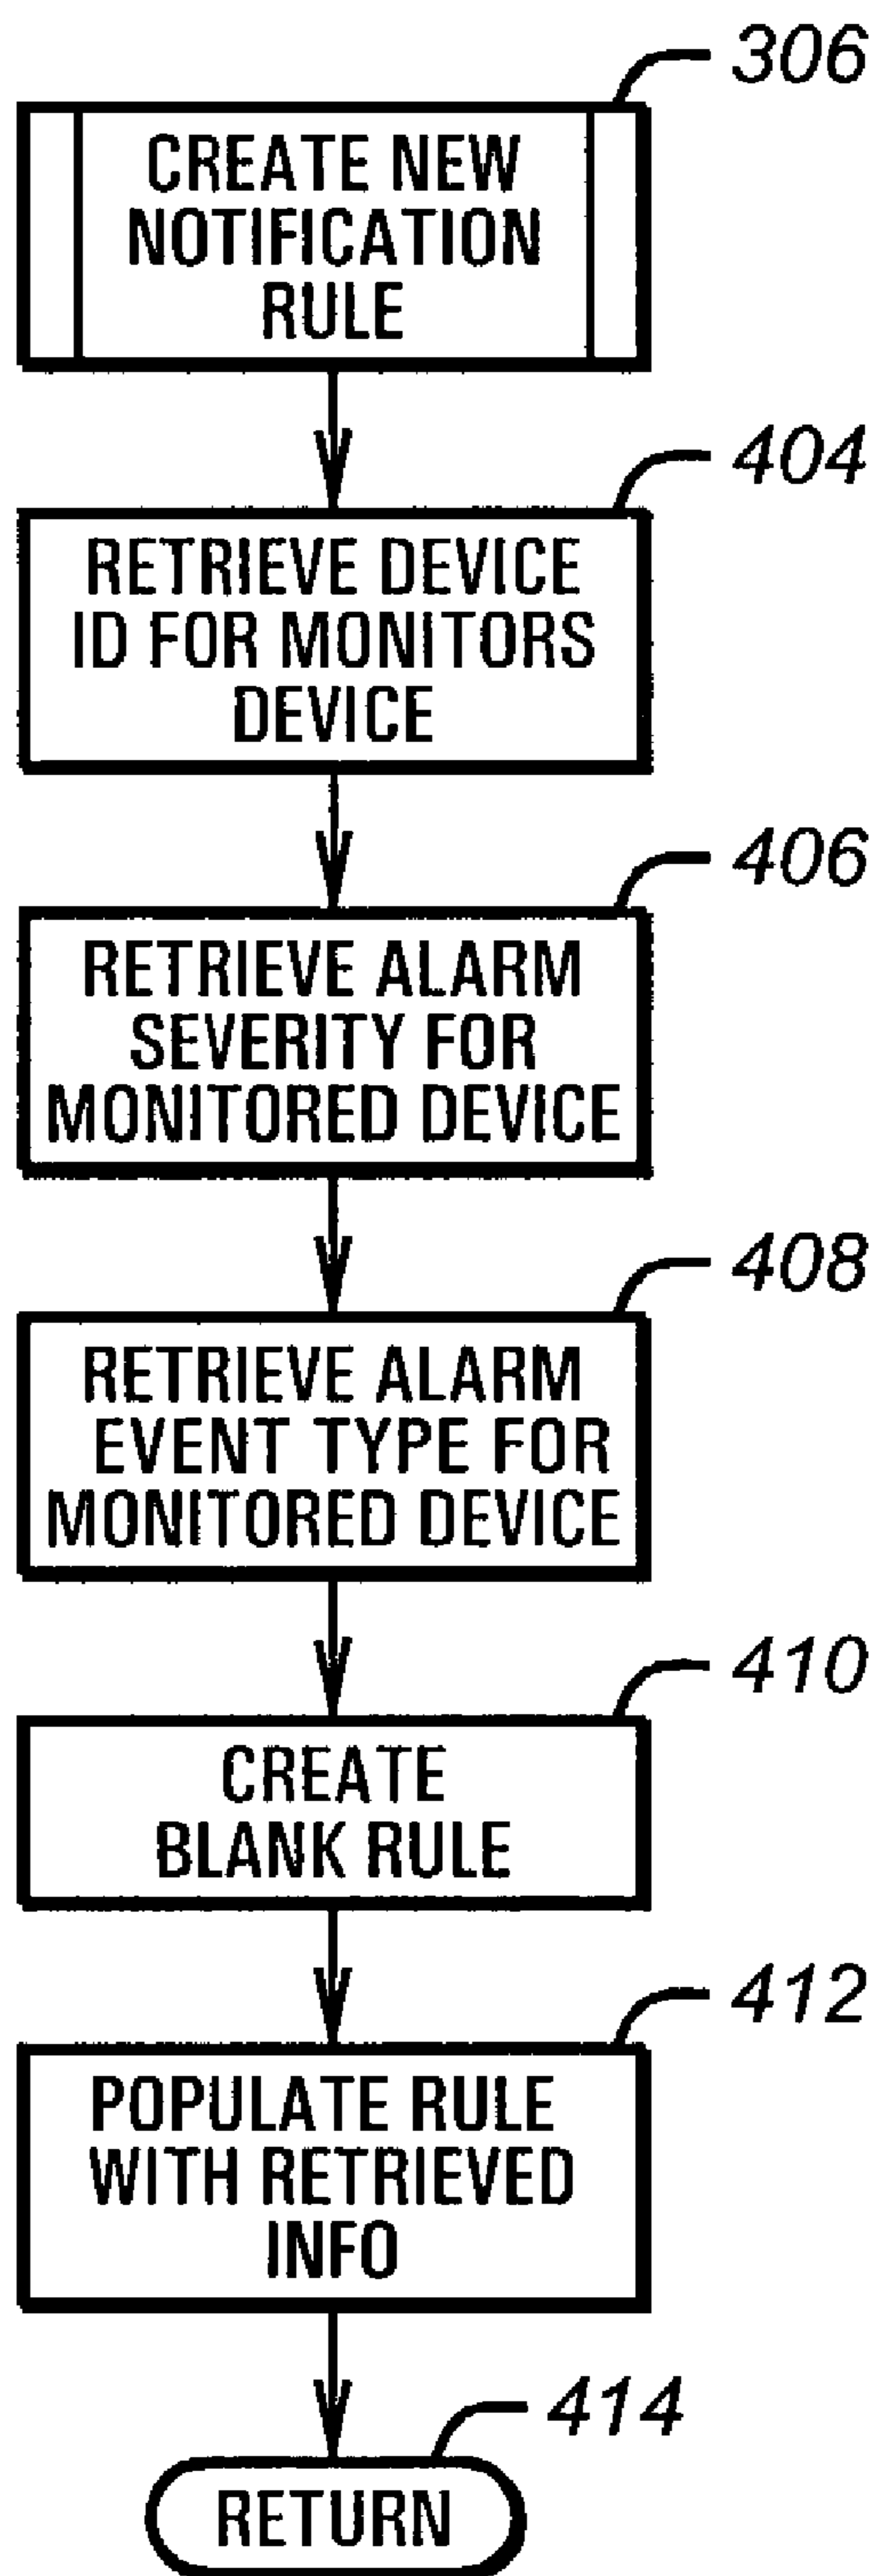 306
CREATE NEW
NOTIFICATION
RULE
404
RETRIEVE DEVICE
ID FOR MONITORS
DEVICE
406
RETRIEVE ALARM
SEVERITY FOR
MONITORED DEVICE
408
RETRIEVE ALARM
EVENT TYPE FOR
MONITORED DEVICE
410
CREATE
BLANK RULE
412
POPULATE RULE
WITH RETRIEVED
INFO
414
RETURN